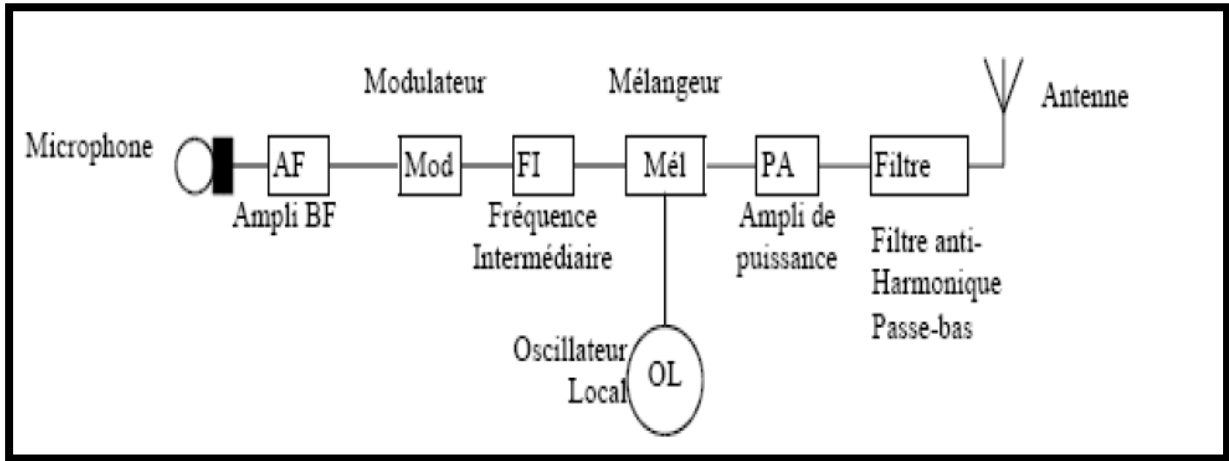 Modulateur
Mélangeur
Antenne
Microphone
AF
Mod
FI
Mél
PA
Filtre
Ampli BF
Fréquence
Intermédiaire
Ampli de
puissance
Filtre anti-
Harmonique
Passe-bas
Oscillateur
Local
OL